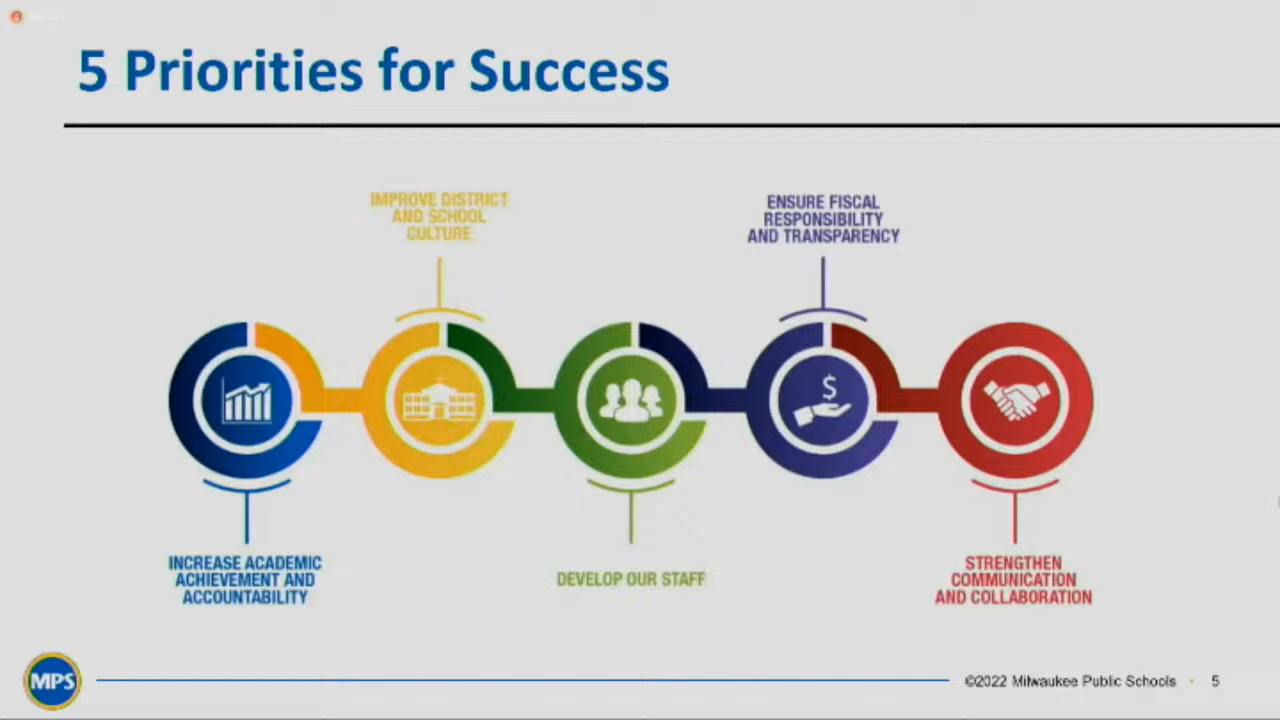 5 Priorities for Success
IMPROVE DISTRICT
AND SCHOOL
CULTURE
ENSURE FISCAL
RESPONSIBILITY
AND TRANSPARENCY
$
INCREASE ACADEMIC
ACHIEVEMENT AND
ACCOUNTABILITY
DEVELOP OUR STAFF
STRENGTHEN
COMMUNICATION
AND COLLABORATION
MPS
©2022 Milwaukee Public Schools • 5